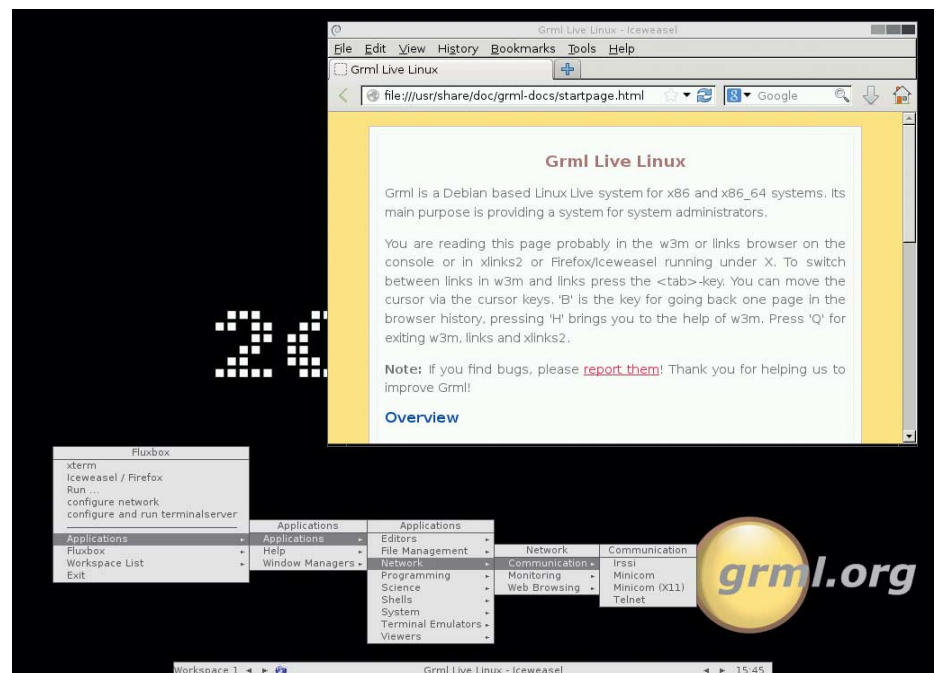 Grml Live Linux - Iceweasel
File Edit View History Bookmarks Tools Help
Grml Live Linux
file:///usr/share/doc/grml-docs/startpage.html Google
Grml Live Linux
Grml is a Debian based Linux Live system for x86 and x86_64 systems. Its
main purpose is providing a system for system administrators.
You are reading this page probably in the w3m or links browser on the
console or in xlinks2 or Firefox/Iceweasel running under X. To switch
between links in w3m and links press the <tab>-key. You can move the
cursor via the cursor keys. 'B' is the key for going back one page in the
browser history, pressing 'H' brings you to the help of w3m. Press 'Q' for
exiting w3m, links and xlinks2.
Note: If you find bugs, please report them! Thank you for helping us to
improve Grml!
Overview
Fluxbox
xterm
Iceweasel / Firefox
Run ...
configure network
configure and run terminalserver
Applications
Fluxbox
Workspace List
Exit
Applications
Applications
Help
Window Managers
Applications
Editors
File Management
Network
Programming
Science
Shells
System
Terminal Emulators
Viewers
Network
Communication
Monitoring
Web Browsing
Communication
Irssi
Minicom
Minicom (X11)
Telnet
grml.org
Workspace 1 Grml Live Linux - Iceweasel 15:45